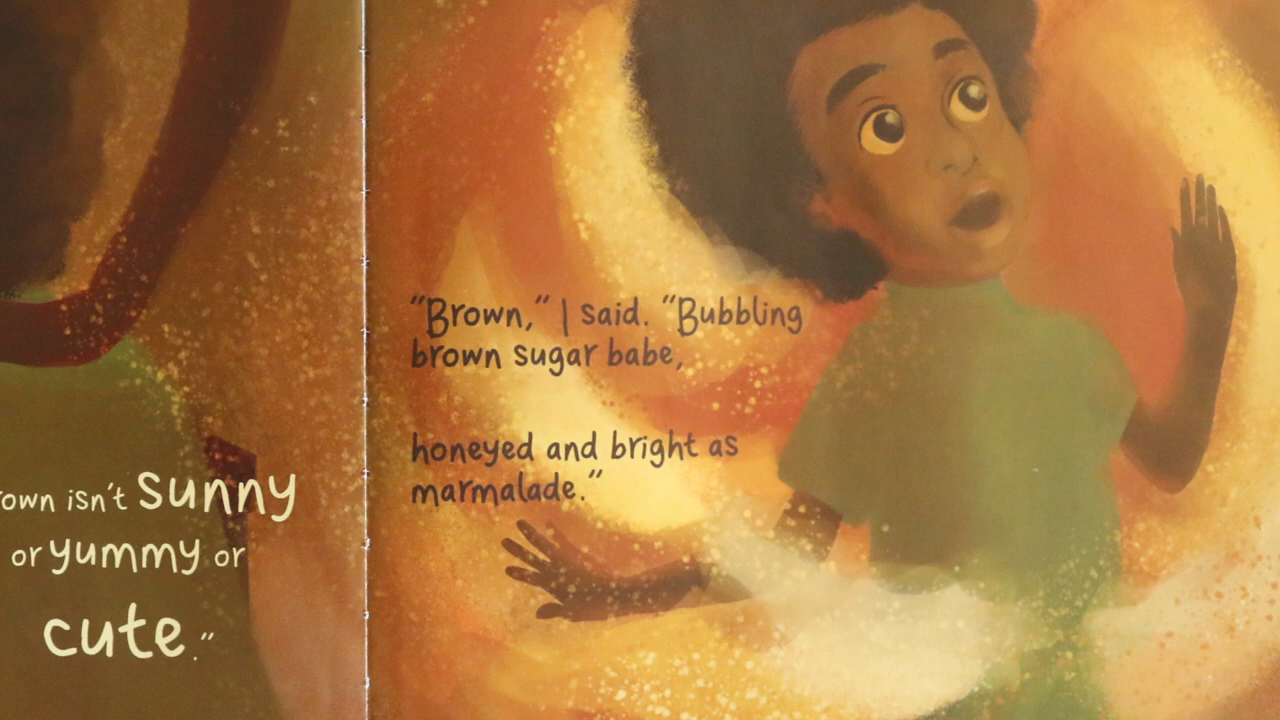 own isn't sunny
or yummy or
cute."
"Brown," I said. "Bubbling
brown sugar babe,
honeyed and bright as
marmalade."